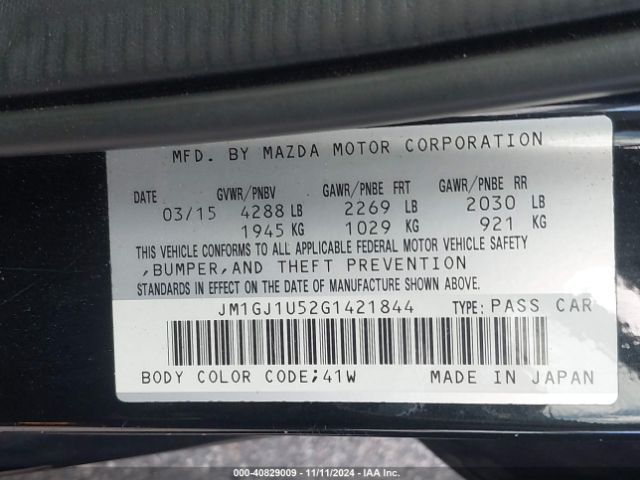 MFD. BY MAZDA MOTOR CORPORATION
DATE GVWR/PNBV GAWR/PNBE FRT GAWR/PNBE RR
03/15 4288 LB 2269 LB 2030 LB
1945 KG 1029 KG 921 KG
THIS VEHICLE CONFORMS TO ALL APPLICABLE FEDERAL MOTOR VEHICLE SAFETY
,BUMPER,AND THEFT PREVENTION
STANDARDS IN EFFECT ON THE DATE OF MANUFACTURE SHOWN ABOVE.
JM1GJ1U52G1421844 TYPE: PASS CAR
BODY COLOR CODE;41W MADE IN JAPAN
000-40829009 - 11/11/2024 - IAA Inc.